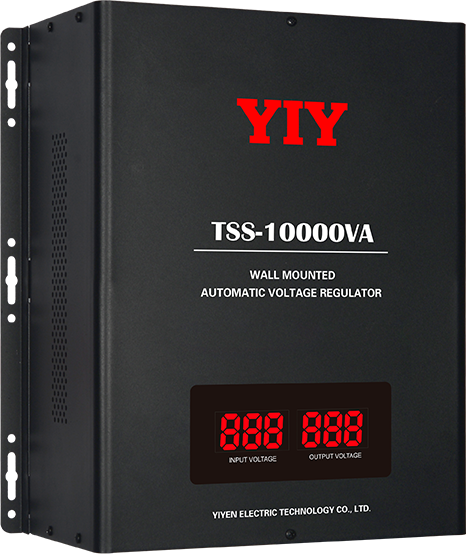 YIY
TSS-10000VA
WALL MOUNTED
AUTOMATIC VOLTAGE REGULATOR
888 888
INPUT VOLTAGE OUTPUT VOLTAGE
YIYEN ELECTRIC TECHNOLOGY CO., LTD.